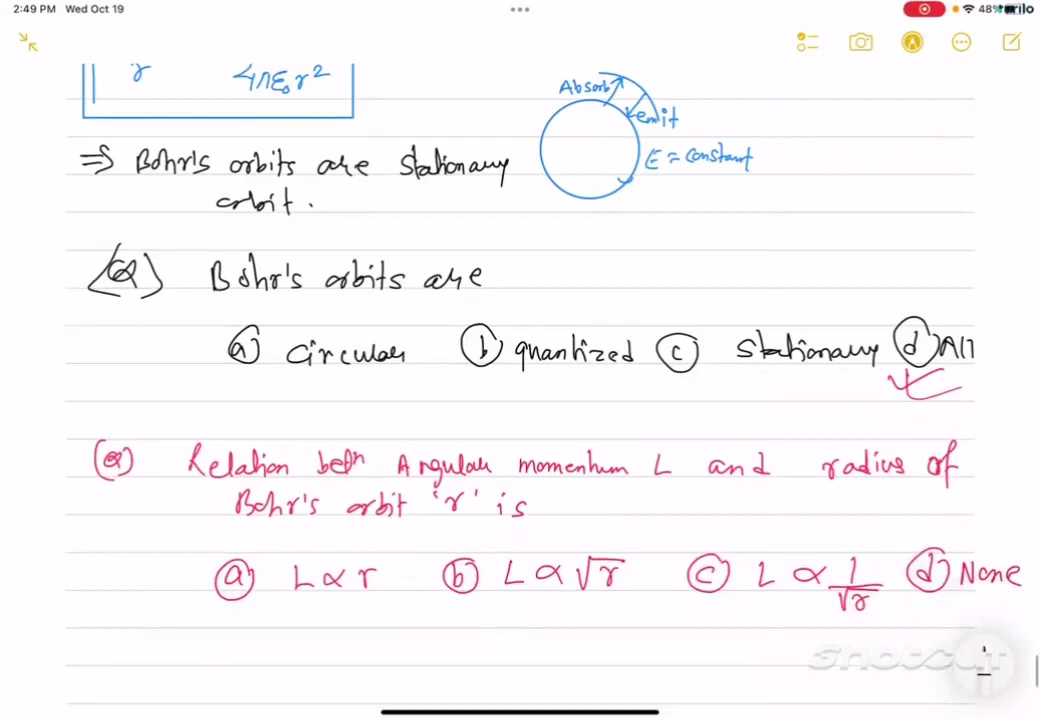 2:49 PM Wed Oct 19
48%
r
4πε₀r²
Absorb
emit
E = constant
⇒ Bohr's orbits are stationary
orbit.
(Q) Bohr's orbits are
(a) Circular (b) quantized (c) Stationary (d) All
(Q) Relation betn Angular momentum L and radius of
Bohr's orbit 'r' is
(a) L ∝ r (b) L ∝ √r (c) L ∝ 1/√r (d) None